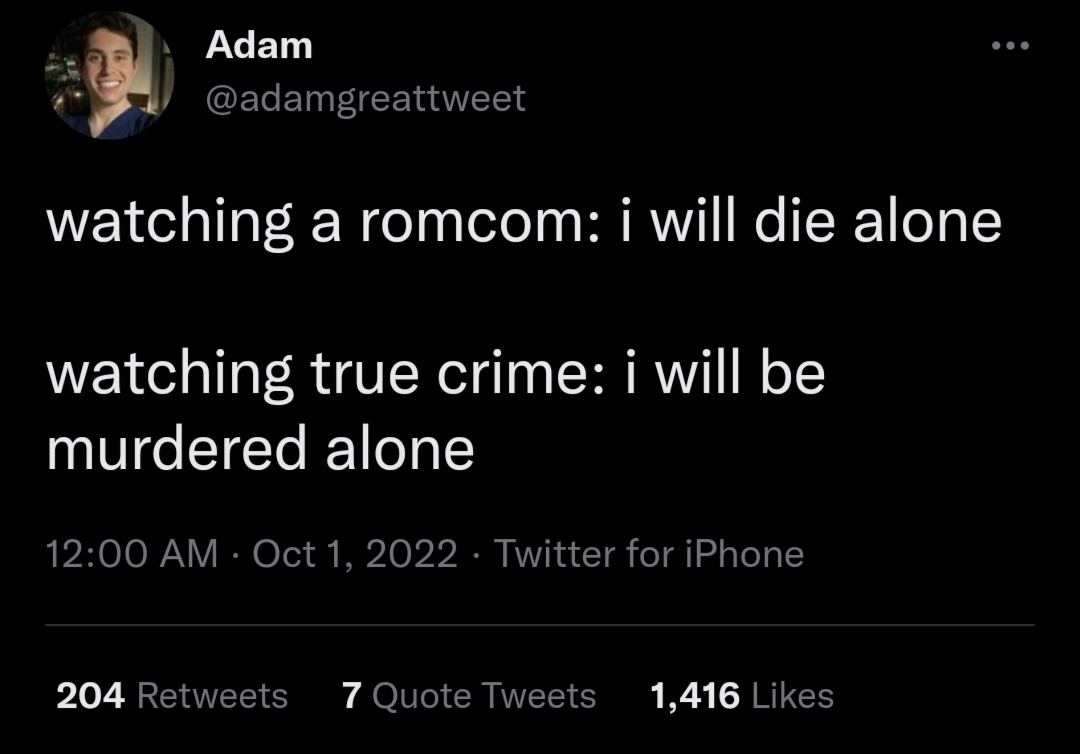 Adam
@adamgreattweet
watching a romcom: i will die alone
watching true crime: i will be
murdered alone
12:00 AM · Oct 1, 2022 · Twitter for iPhone
204 Retweets 7 Quote Tweets 1,416 Likes